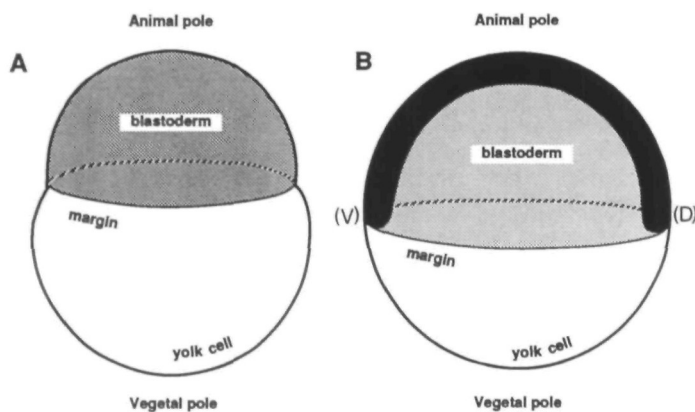 Animal pole
A
blastoderm
margin
yolk cell
Vegetal pole
Animal pole
B
blastoderm
(V)
(D)
margin
yolk cell
Vegetal pole